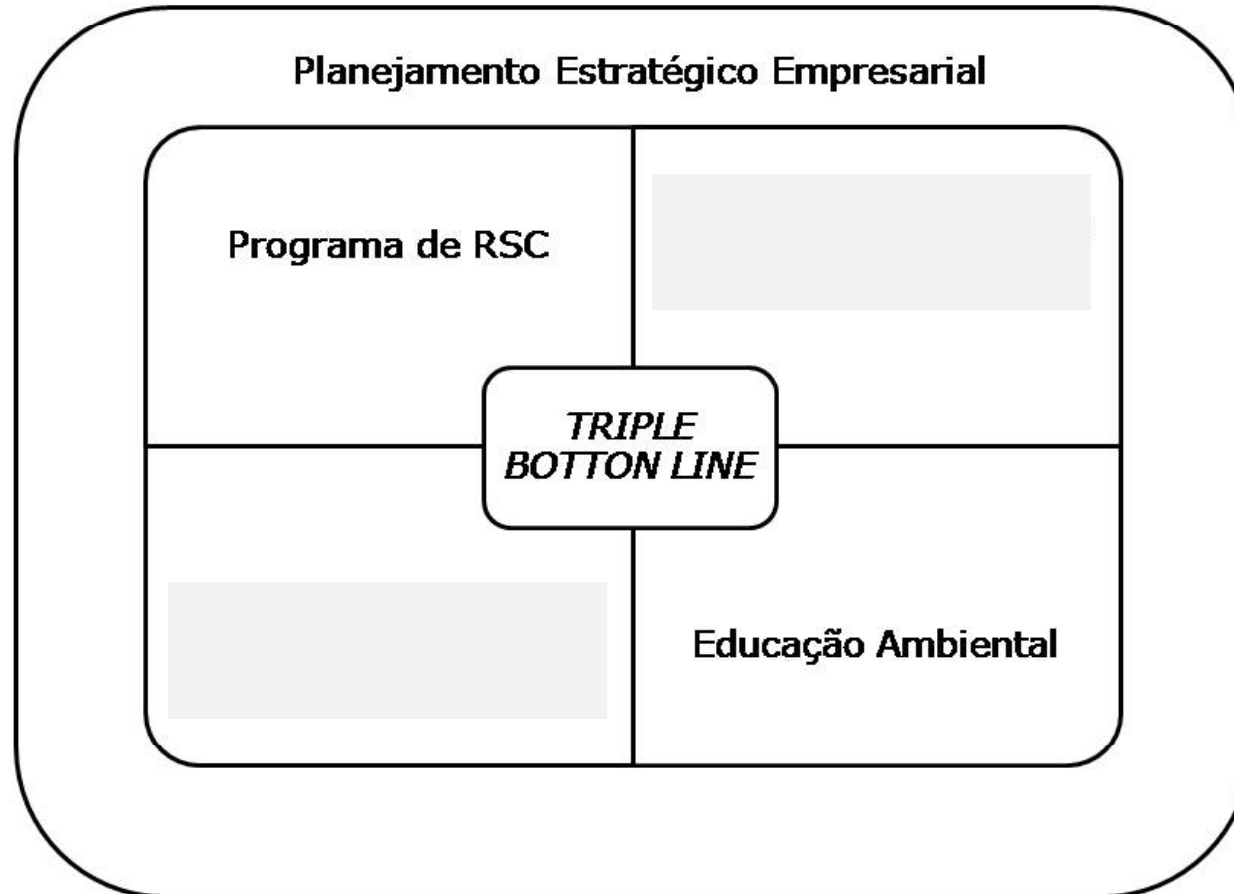 Planejamento Estratégico Empresarial
Programa de RSC
TRIPLE
BOTTON LINE
Educação Ambiental